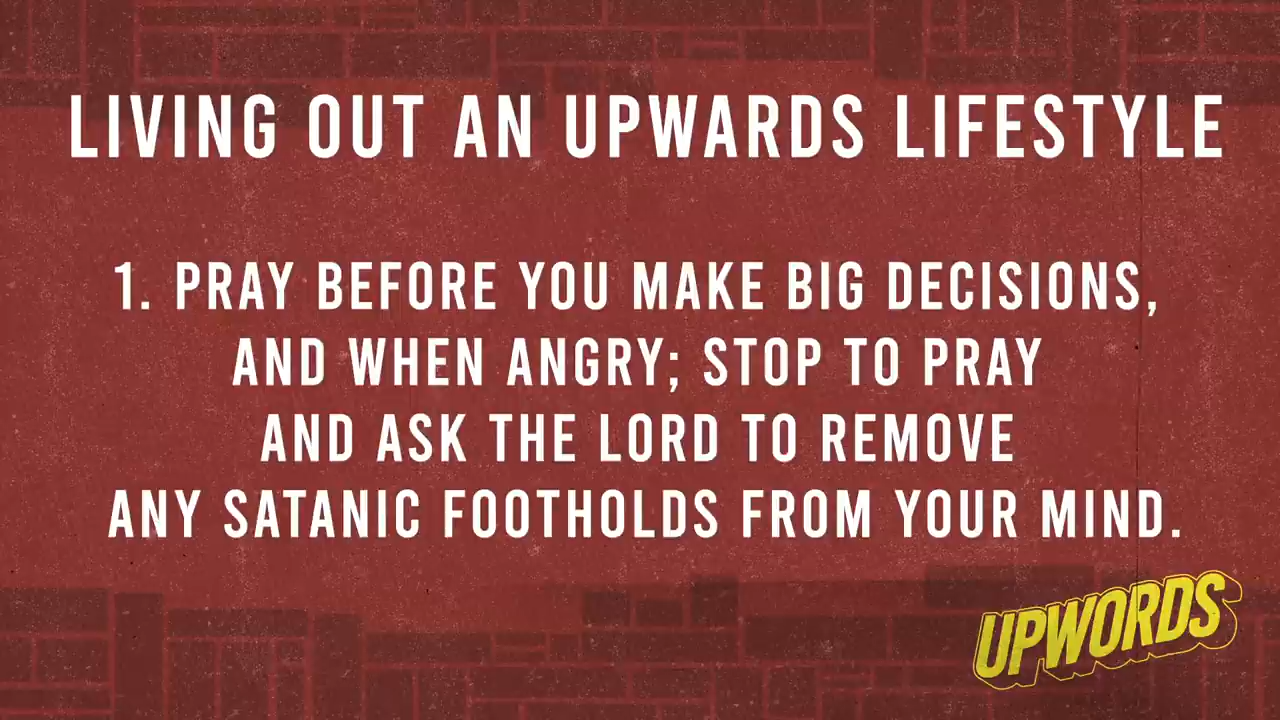 LIVING OUT AN UPWARDS LIFESTYLE
1. PRAY BEFORE YOU MAKE BIG DECISIONS,
AND WHEN ANGRY; STOP TO PRAY
AND ASK THE LORD TO REMOVE
ANY SATANIC FOOTHOLDS FROM YOUR MIND.
UPWORDS